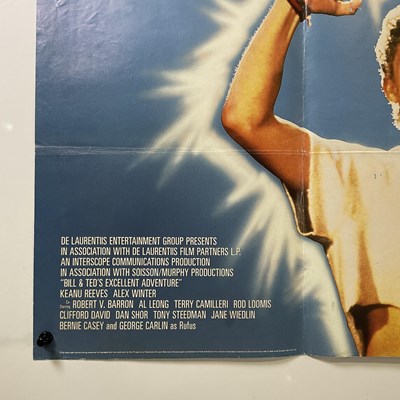 DE LAURENTIIS ENTERTAINMENT GROUP PRESENTS
IN ASSOCIATION WITH DE LAURENTIIS FILM PARTNERS L.P.
AN INTERSCOPE COMMUNICATIONS PRODUCTION
IN ASSOCIATION WITH SOISSON/MURPHY PRODUCTIONS
"BILL & TED'S EXCELLENT ADVENTURE"
KEANU REEVES ALEX WINTER
ROBERT V. BARRON AL LEONG TERRY CAMILLERI ROD LOOMIS
CLIFFORD DAVID DAN SHOR TONY STEEDMAN JANE WIEDLIN
BERNIE CASEY and GEORGE CARLIN as Rufus